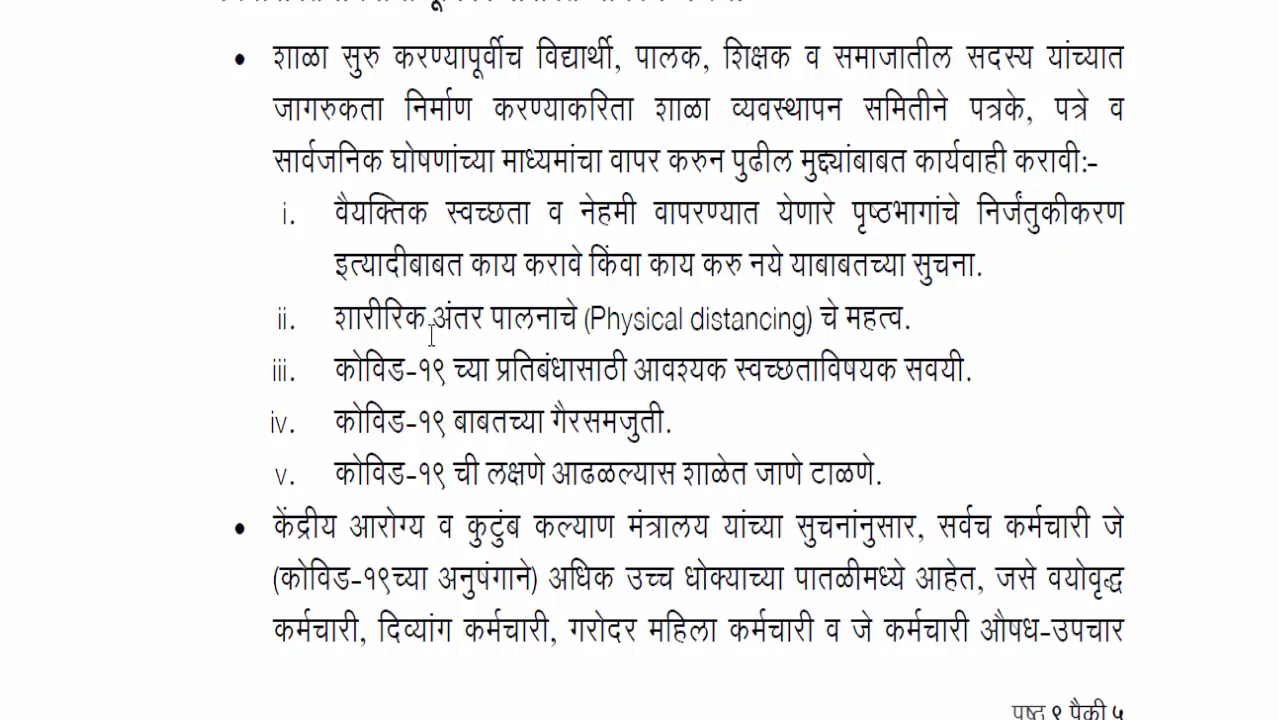 • शाळा सुरु करण्यापूर्वीच विद्यार्थी, पालक, शिक्षक व समाजातील सदस्य यांच्यात
जागरुकता निर्माण करण्याकरिता शाळा व्यवस्थापन समितीने पत्रके, पत्रे व
सार्वजनिक घोषणांच्या माध्यमांचा वापर करुन पुढील मुद्द्यांबाबत कार्यवाही करावी:-
i. वैयक्तिक स्वच्छता व नेहमी वापरण्यात येणारे पृष्ठभागांचे निर्जंतुकीकरण
इत्यादीबाबत काय करावे किंवा काय करु नये याबाबतच्या सुचना.
ii. शारीरिक अंतर पालनाचे (Physical distancing) चे महत्व.
iii. कोविड-१९ च्या प्रतिबंधासाठी आवश्यक स्वच्छताविषयक सवयी.
iv. कोविड-१९ बाबतच्या गैरसमजुती.
v. कोविड-१९ ची लक्षणे आढळल्यास शाळेत जाणे टाळणे.
• केंद्रीय आरोग्य व कुटुंब कल्याण मंत्रालय यांच्या सुचनांनुसार, सर्वच कर्मचारी जे
(कोविड-१९च्या अनुषंगाने) अधिक उच्च धोक्याच्या पातळीमध्ये आहेत, जसे वयोवृद्ध
कर्मचारी, दिव्यांग कर्मचारी, गरोदर महिला कर्मचारी व जे कर्मचारी औषध-उपचार
पृष्ठ ९ पैकी ५